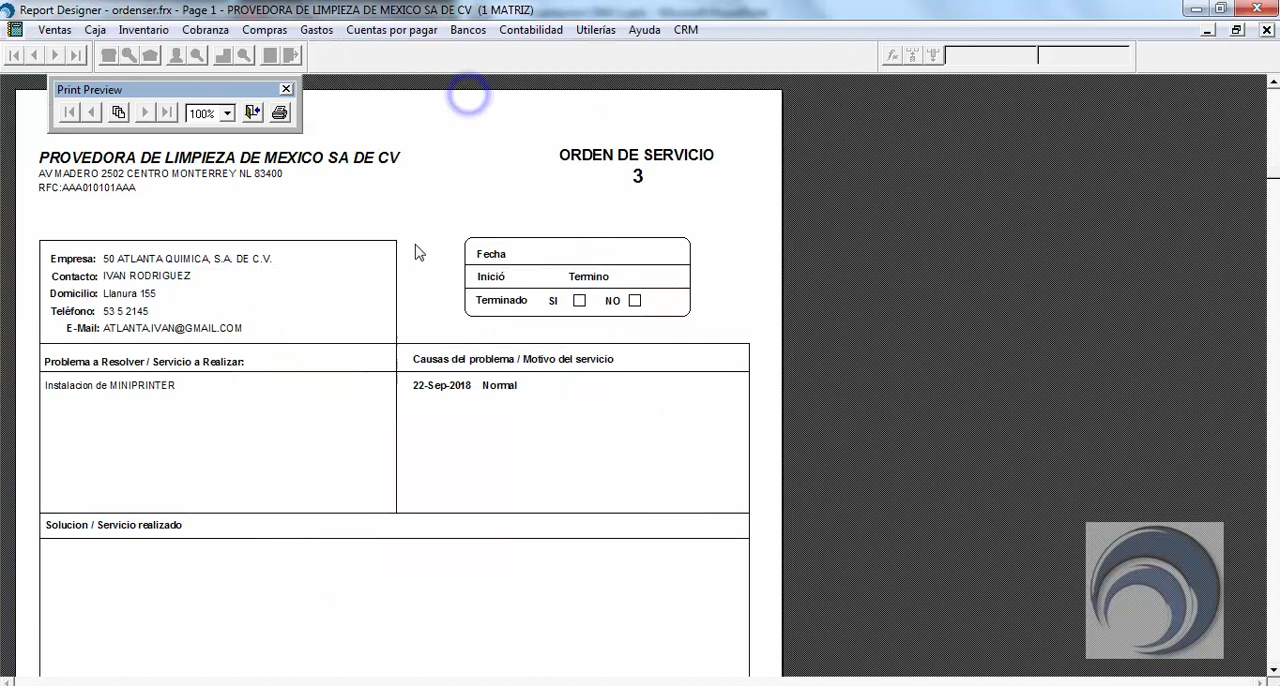 Report Designer - ordenser.frx - Page 1 - PROVEDORA DE LIMPIEZA DE MEXICO SA DE CV (1 MATRIZ)
Ventas Caja Inventario Cobranza Compras Gastos Cuentas por pagar Bancos Contabilidad Utilerías Ayuda CRM
Print Preview
100%
PROVEDORA DE LIMPIEZA DE MEXICO SA DE CV
AV MADERO 2502 CENTRO MONTERREY NL 83400
RFC:AAA010101AAA
ORDEN DE SERVICIO
3
Empresa: 50 ATLANTA QUIMICA, S.A. DE C.V.
Contacto: IVAN RODRIGUEZ
Domicilio: Llanura 155
Teléfono: 53 5 2145
E-Mail: ATLANTA.IVAN@GMAIL.COM
Fecha
Inició Termino
Terminado SI NO
Problema a Resolver / Servicio a Realizar:
Causas del problema / Motivo del servicio
Instalacion de MINIPRINTER
22-Sep-2018 Normal
Solucion / Servicio realizado